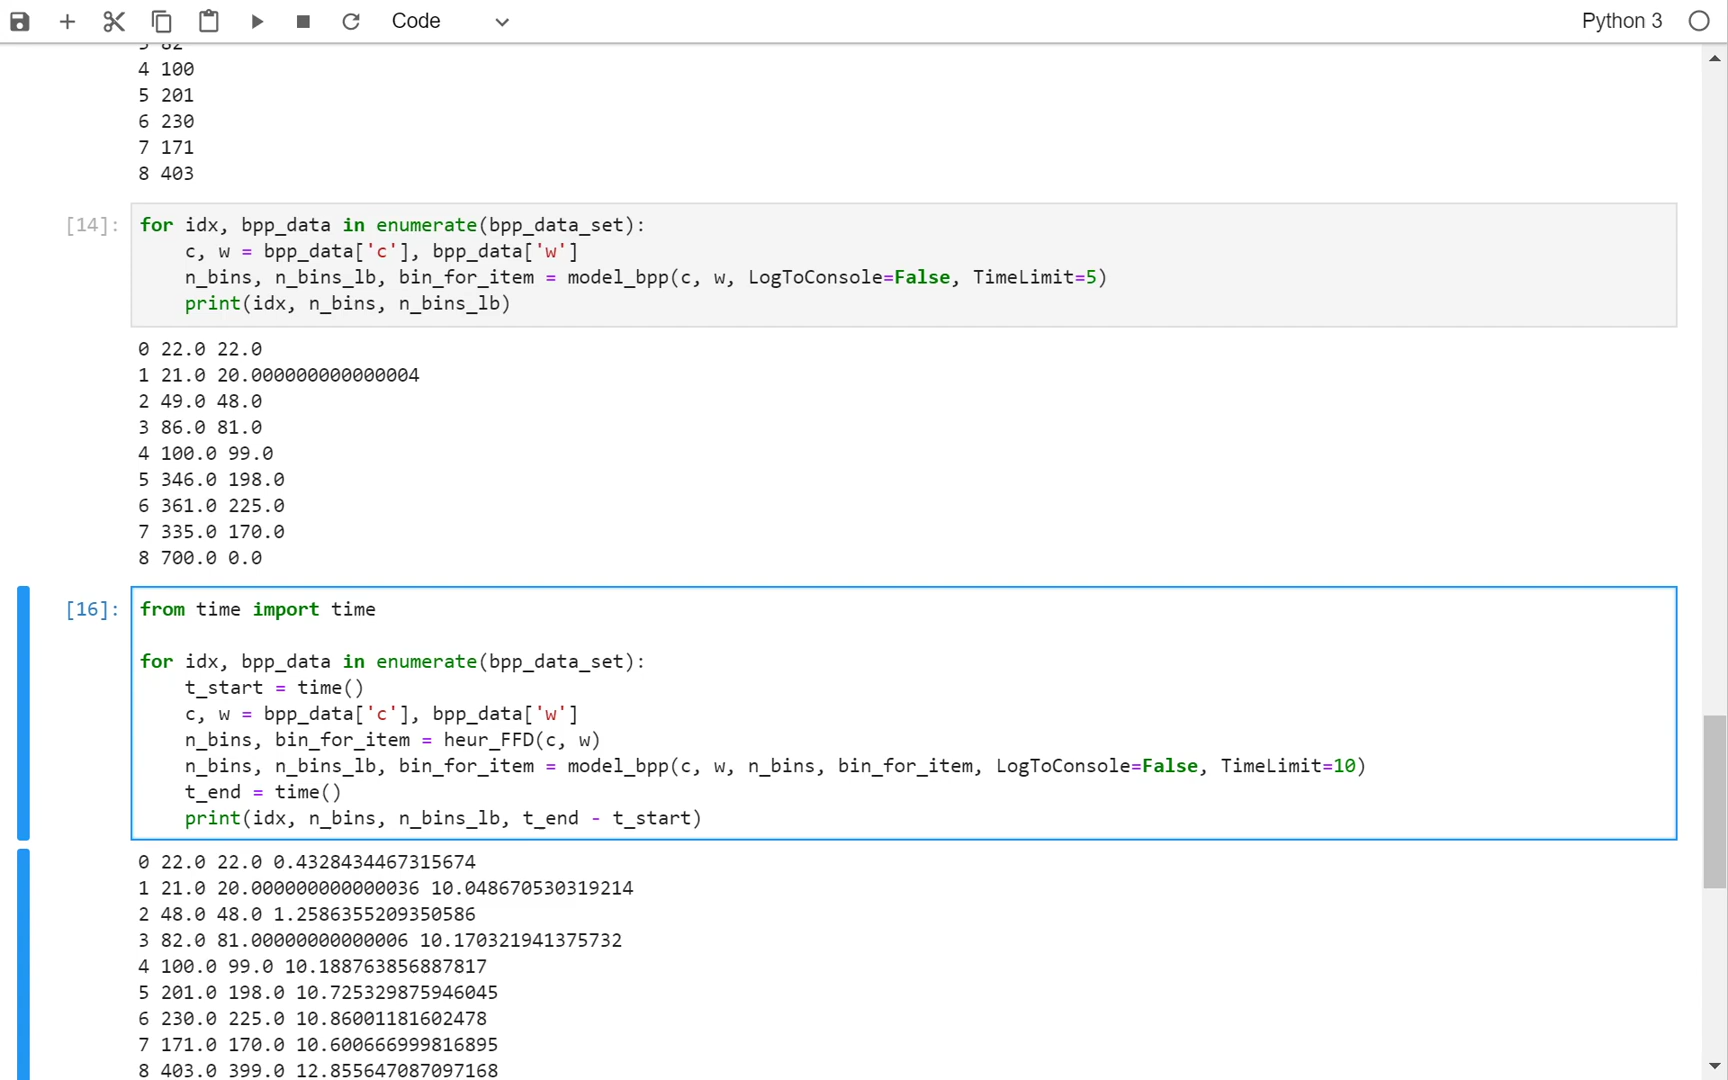 Code
Python 3
3 82
4 100
5 201
6 230
7 171
8 403
[14]:
for idx, bpp_data in enumerate(bpp_data_set):
    c, w = bpp_data['c'], bpp_data['w']
    n_bins, n_bins_lb, bin_for_item = model_bpp(c, w, LogToConsole=False, TimeLimit=5)
    print(idx, n_bins, n_bins_lb)
0 22.0 22.0
1 21.0 20.000000000000004
2 49.0 48.0
3 86.0 81.0
4 100.0 99.0
5 346.0 198.0
6 361.0 225.0
7 335.0 170.0
8 700.0 0.0
[16]:
from time import time
for idx, bpp_data in enumerate(bpp_data_set):
    t_start = time()
    c, w = bpp_data['c'], bpp_data['w']
    n_bins, bin_for_item = heur_FFD(c, w)
    n_bins, n_bins_lb, bin_for_item = model_bpp(c, w, n_bins, bin_for_item, LogToConsole=False, TimeLimit=10)
    t_end = time()
    print(idx, n_bins, n_bins_lb, t_end - t_start)
0 22.0 22.0 0.4328434467315674
1 21.0 20.000000000000036 10.048670530319214
2 48.0 48.0 1.2586355209350586
3 82.0 81.00000000000006 10.170321941375732
4 100.0 99.0 10.188763856887817
5 201.0 198.0 10.725329875946045
6 230.0 225.0 10.86001181602478
7 171.0 170.0 10.600666999816895
8 403.0 399.0 12.855647087097168